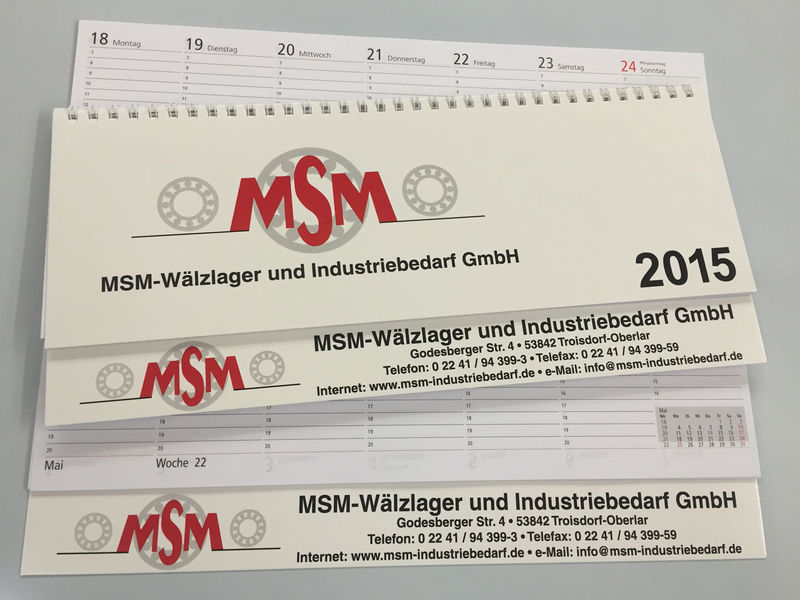 18 Montag 19 Dienstag 20 Mittwoch 21 Donnerstag 22 Freitag 23 Samstag 24 Pfingstsonntag Sonntag
MSM
MSM-Wälzlager und Industriebedarf GmbH
2015
MSM
MSM-Wälzlager und Industriebedarf GmbH
Godesberger Str. 4 • 53842 Troisdorf-Oberlar
Telefon: 0 22 41 / 94 399-3 • Telefax: 0 22 41 / 94 399-59
Internet: www.msm-industriebedarf.de • e-Mail: info@msm-industriebedarf.de
Mai Woche 22
Mai
MSM
MSM-Wälzlager und Industriebedarf GmbH
Godesberger Str. 4 • 53842 Troisdorf-Oberlar
Telefon: 0 22 41 / 94 399-3 • Telefax: 0 22 41 / 94 399-59
Internet: www.msm-industriebedarf.de • e-Mail: info@msm-industriebedarf.de